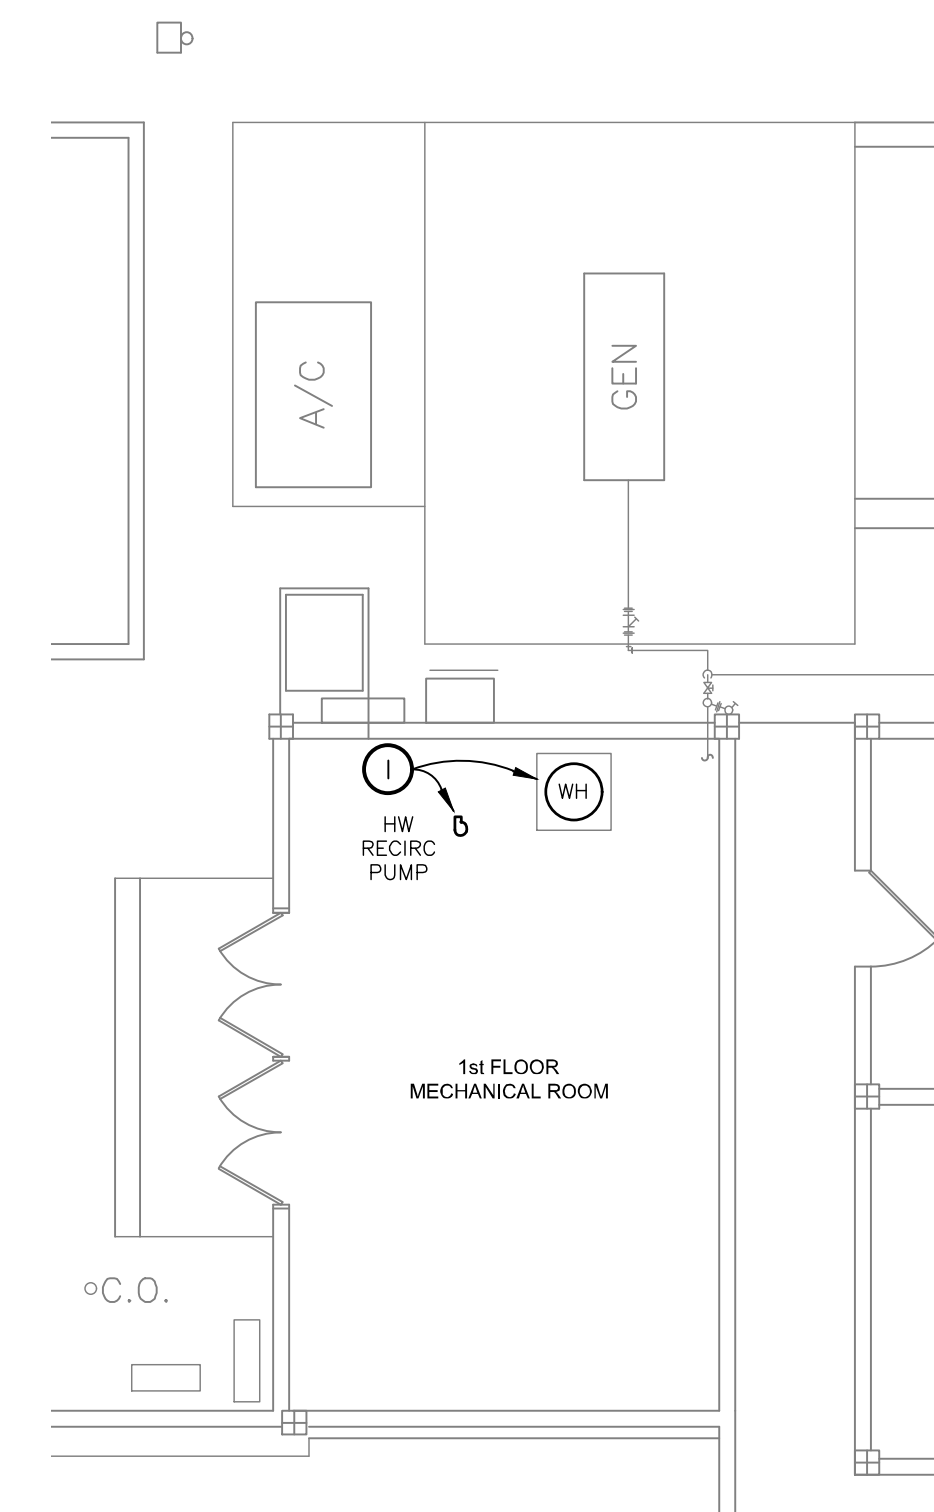 A/C
GEN
I
WH
HW
RECIRC
PUMP
1st FLOOR
MECHANICAL ROOM
C.O.